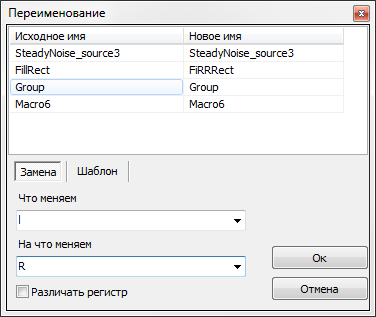 Переименование
Исходное имя Новое имя
SteadyNoise_source3 SteadyNoise_source3
FillRect FiRRRect
Group Group
Macro6 Macro6
Замена Шаблон
Что меняем
l
На что меняем
R
Различать регистр
Ок
Отмена